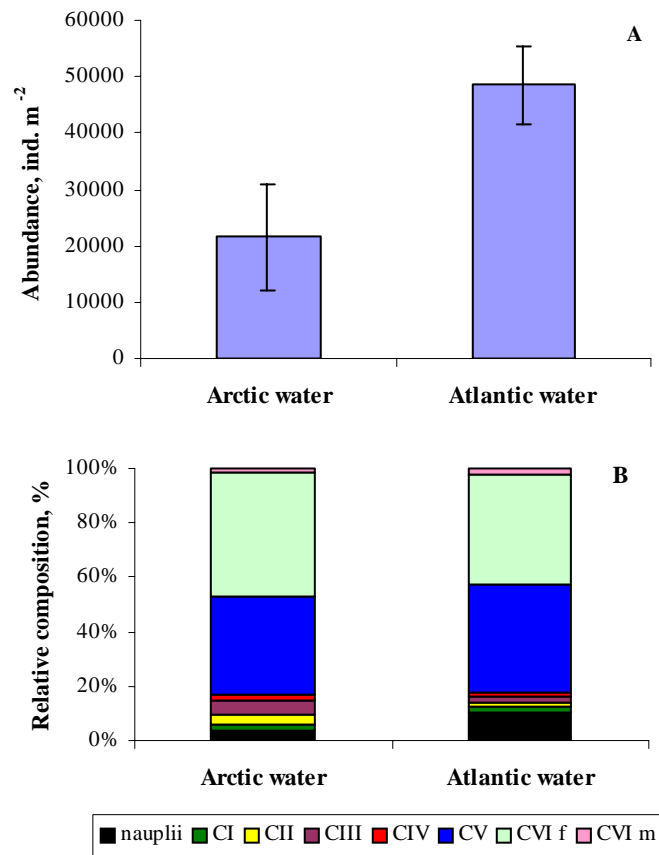 A
Abundance, ind. m -2
60000
50000
40000
30000
20000
10000
0
Arctic water Atlantic water
B
Relative composition, %
100%
80%
60%
40%
20%
0%
Arctic water Atlantic water
nauplii CI CII CIII CIV CV CVI f CVI m